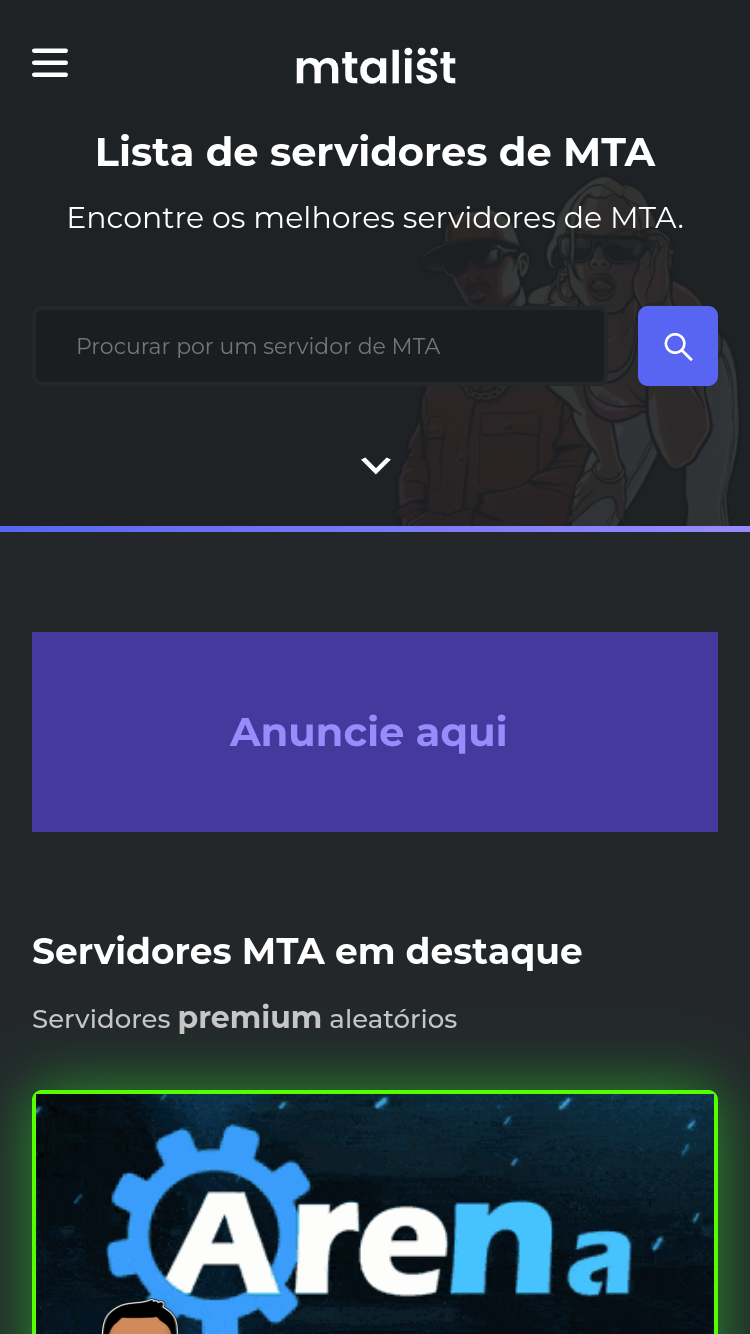 mtalist
Lista de servidores de MTA
Encontre os melhores servidores de MTA.
Procurar por um servidor de MTA
Anuncie aqui
Servidores MTA em destaque
Servidores premium aleatórios
Arena